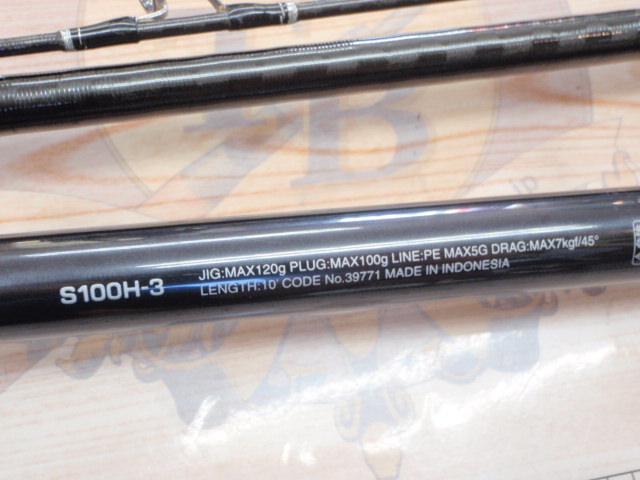 S100H-3
JIG:MAX120g PLUG:MAX100g LINE:PE MAX5G DRAG:MAX7kgf/45°
LENGTH:10' CODE No.39771 MADE IN INDONESIA
B